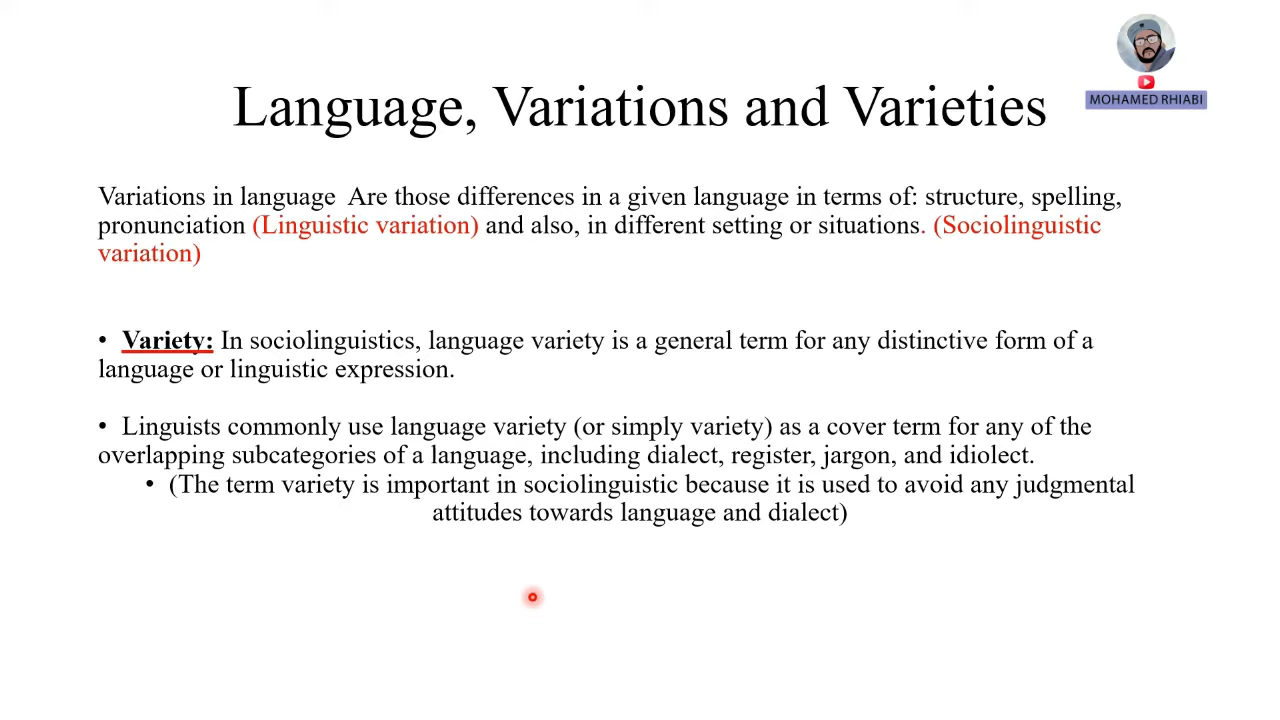 MOHAMED RHIABI
Language, Variations and Varieties
Variations in language  Are those differences in a given language in terms of: structure, spelling,
pronunciation (Linguistic variation) and also, in different setting or situations. (Sociolinguistic
variation)
• Variety: In sociolinguistics, language variety is a general term for any distinctive form of a
language or linguistic expression.
• Linguists commonly use language variety (or simply variety) as a cover term for any of the
overlapping subcategories of a language, including dialect, register, jargon, and idiolect.
• (The term variety is important in sociolinguistic because it is used to avoid any judgmental
attitudes towards language and dialect)